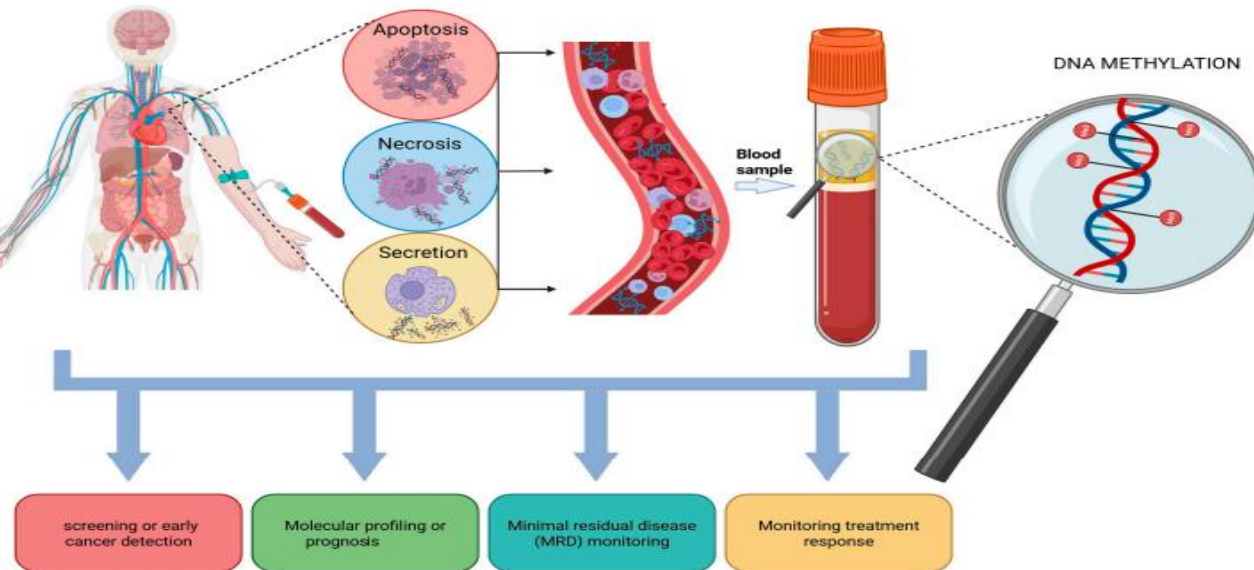 Apoptosis
Necrosis
Secretion
Blood
sample
DNA METHYLATION
screening or early
cancer detection
Molecular profiling or
prognosis
Minimal residual disease
(MRD) monitoring
Monitoring treatment
response